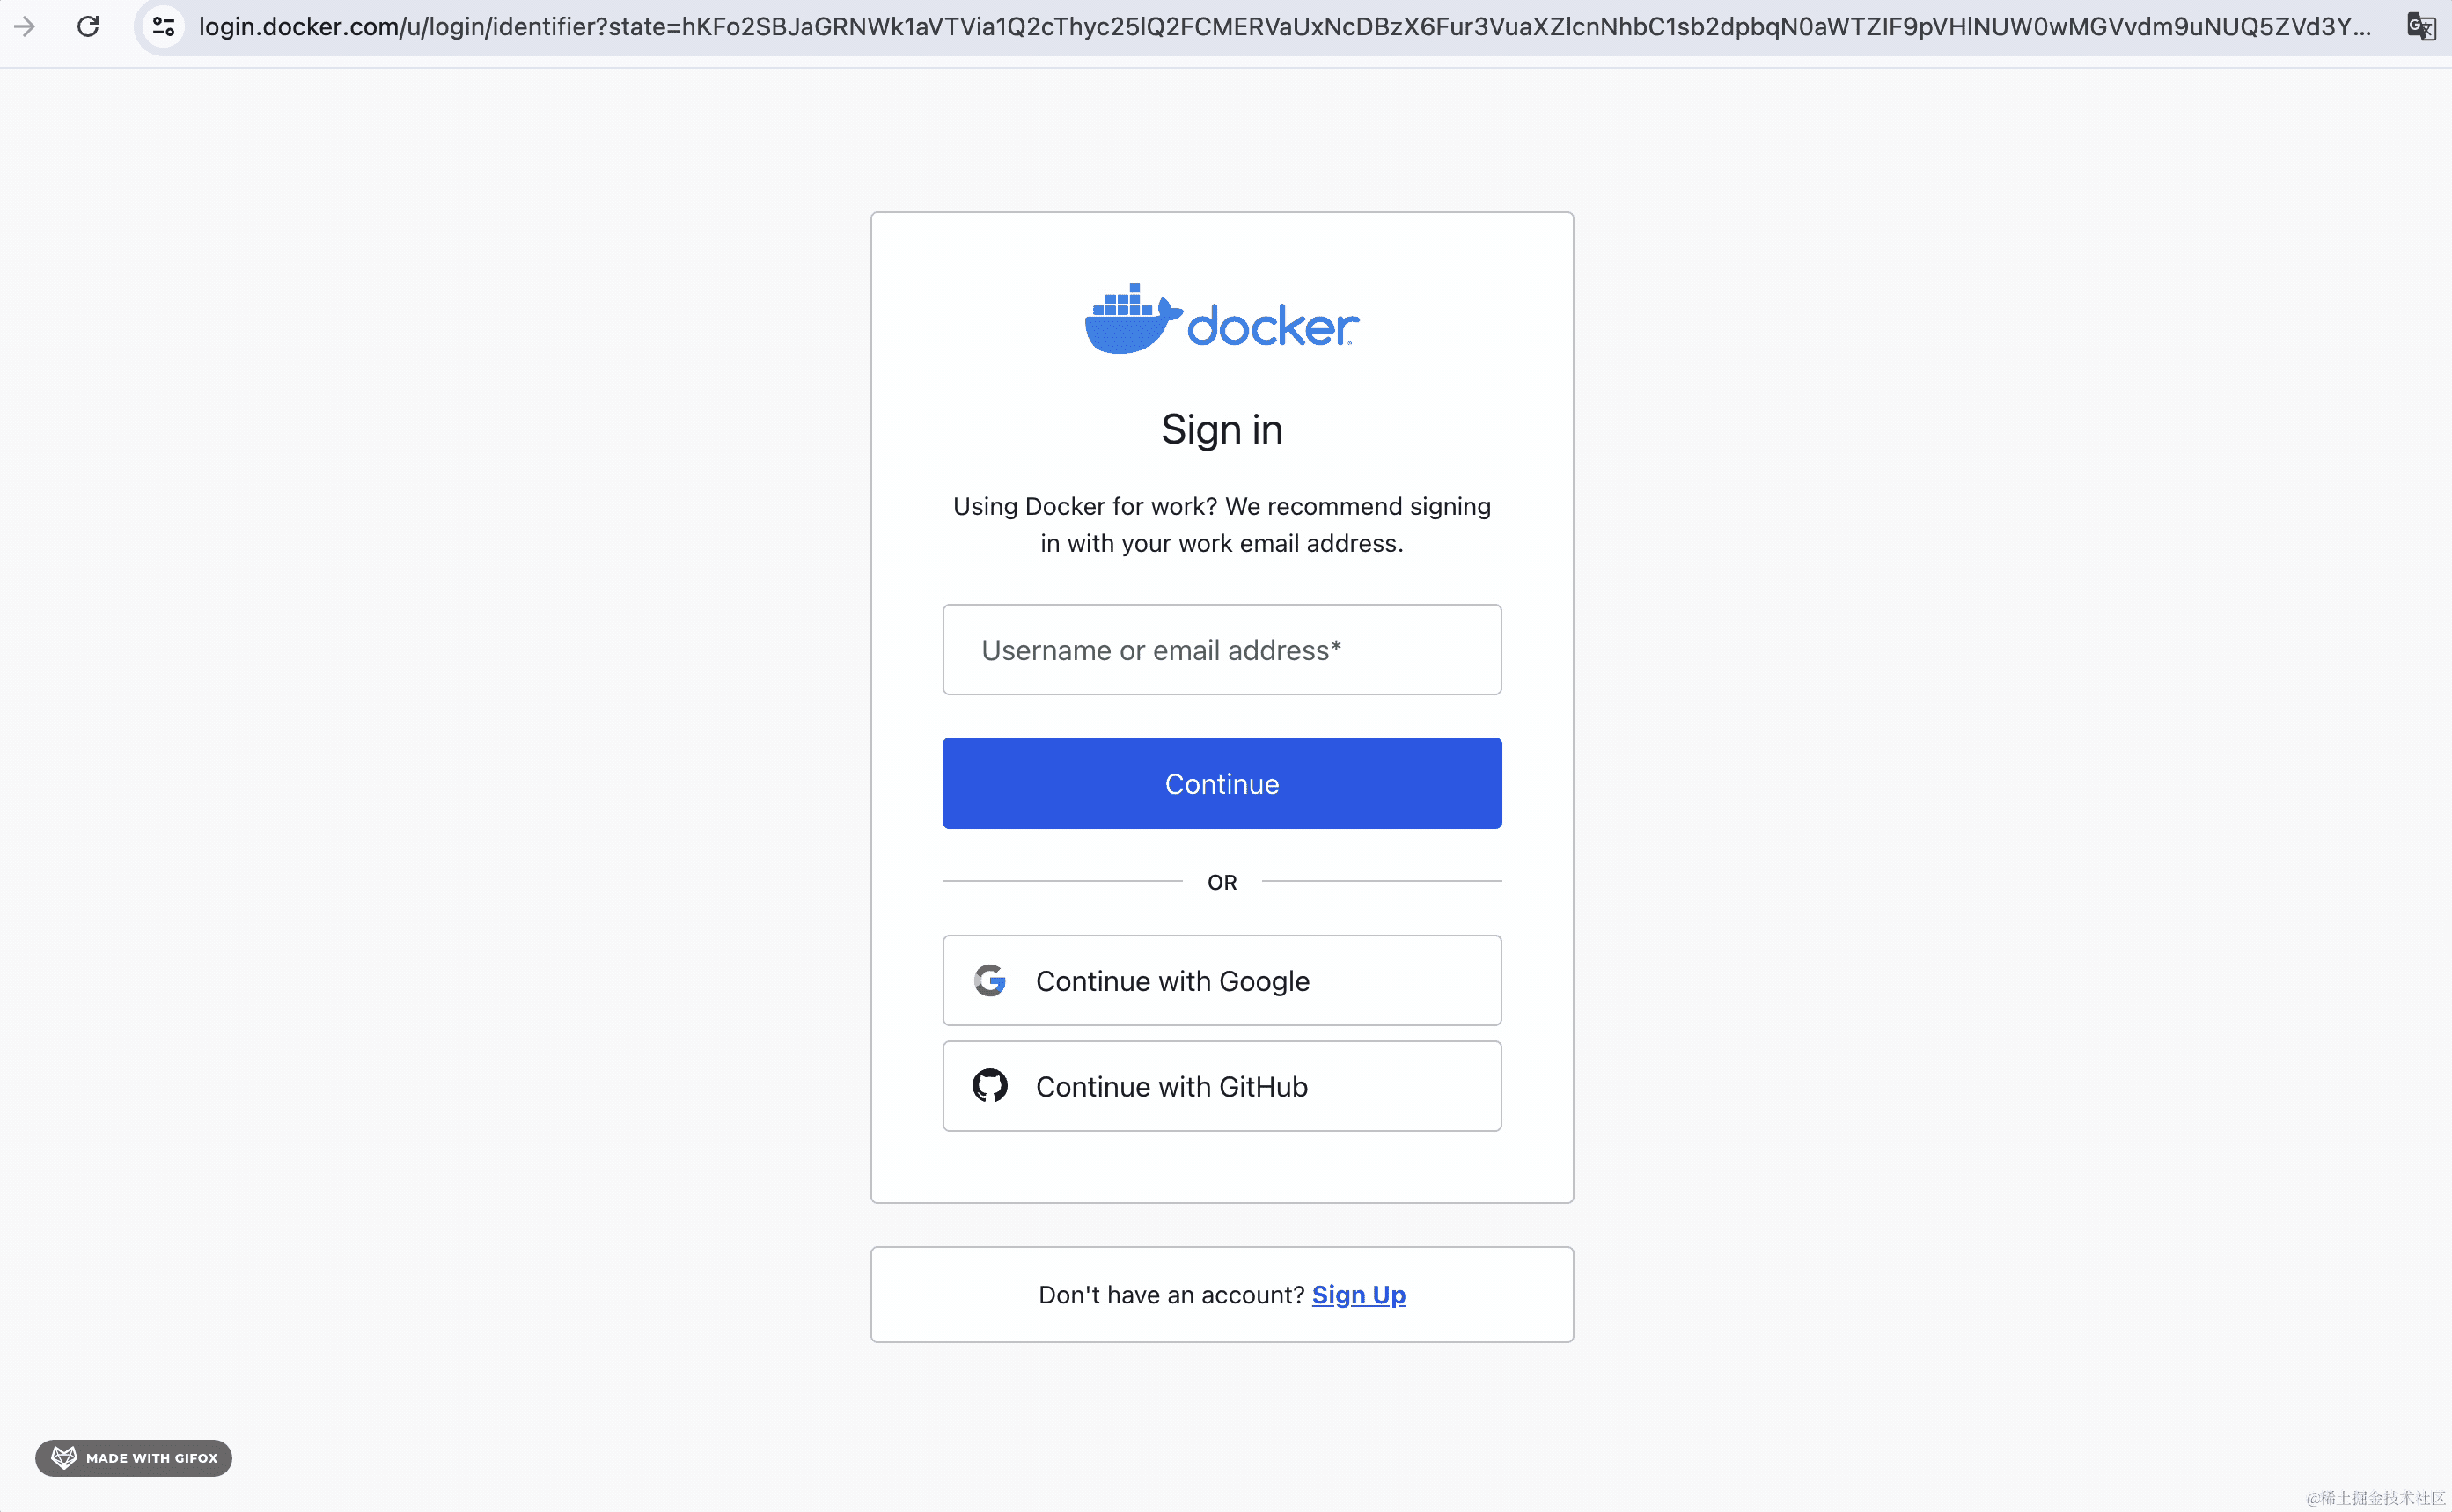 login.docker.com/u/login/identifier?state=hKFo2SBJaGRNWk1aVTVia1Q2cThyc25lQ2FCMERVaUxNcDBzX6Fur3VuaXZlcnNhbC1sb2dpbqN0aWTZIF9pVHlNUW0wMGVvdm9uNUQ5ZVd3Y...
docker
Sign in
Using Docker for work? We recommend signing
in with your work email address.
Username or email address*
Continue
OR
Continue with Google
Continue with GitHub
Don't have an account? Sign Up
MADE WITH GIFOX
@稀土掘金技术社区